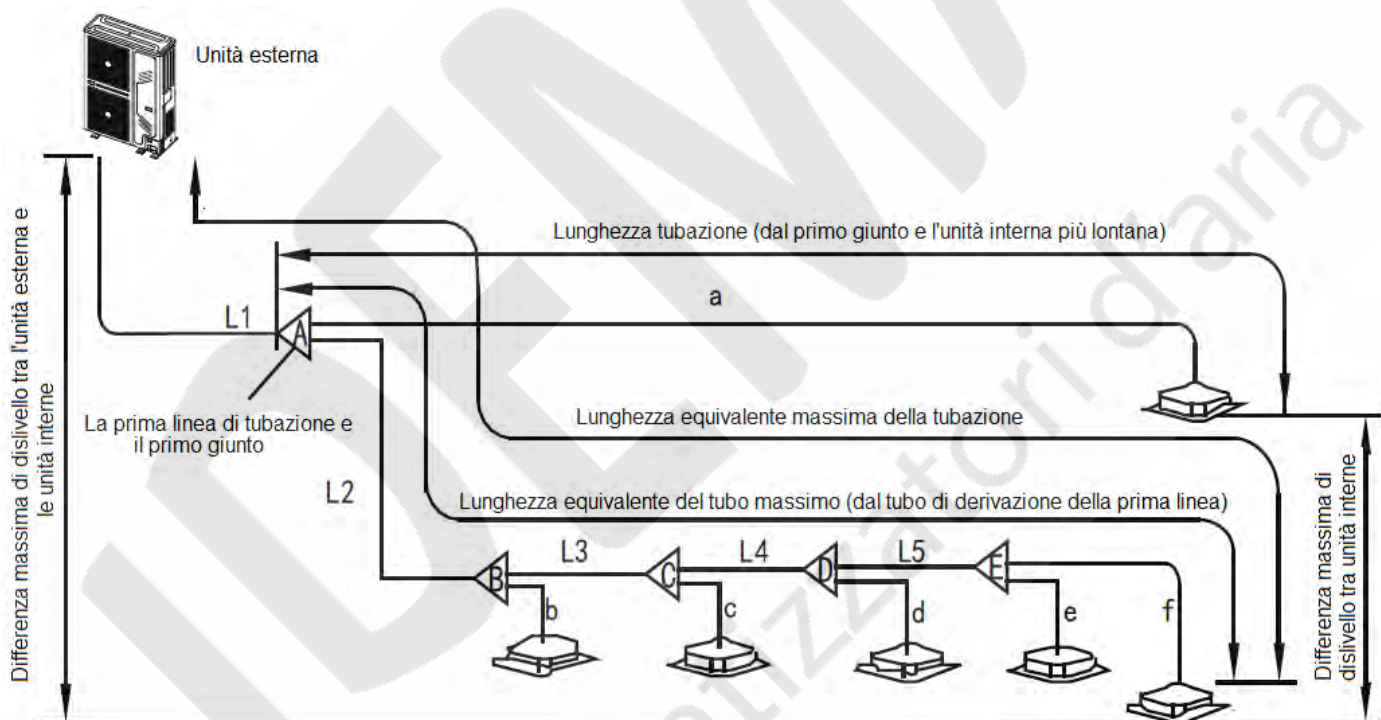 Unità esterna
Lunghezza tubazione (dal primo giunto e l'unità interna più lontana)
a
L1
A
La prima linea di tubazione e
il primo giunto
Lunghezza equivalente massima della tubazione
L2
Lunghezza equivalente del tubo massimo (dal tubo di derivazione della prima linea)
L3
L4
L5
B
C
D
E
b
c
d
e
f
Differenza massima di dislivello tra l'unità esterna e
le unità interne
Differenza massima di
dislivello tra unità interne
IDEMA
atizzatori d'aria